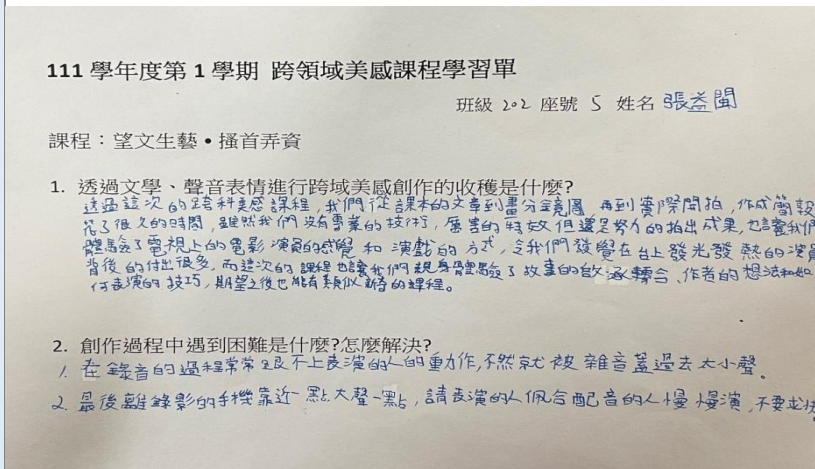 111 學年度第 1 學期 跨領域美感課程學習單
班級 202 座號 5 姓名 張益閩
課程：望文生藝•搔首弄資
1. 透過文學、聲音表情進行跨域美感創作的收穫是什麼?
透過這次的跨科美感課程，我們從課本的文章到畫分鏡圖，再到實際開拍，作成簡報
花了很久的時間，雖然我們沒有專業的技術，厲害的特效但還是努力的拍出成果，也讓我們
體驗了電視上的電影演員的感覺和演戲的方式，令我們發覺在台上發光發熱的演員
背後的付出很多，而這次的課程也讓我們親身體驗了故事的啟承轉合、作者的想法和如
何表演的技巧，期望之後也能有類似的課程。
2. 創作過程中遇到困難是什麼?怎麼解決?
1. 在錄音的過程常常跟不上表演的人的動作，不然就被雜音蓋過去太小聲。
2. 最後離錄影的手機靠近一點大聲一點，請表演的人佩合配音的人慢慢演，不要求快